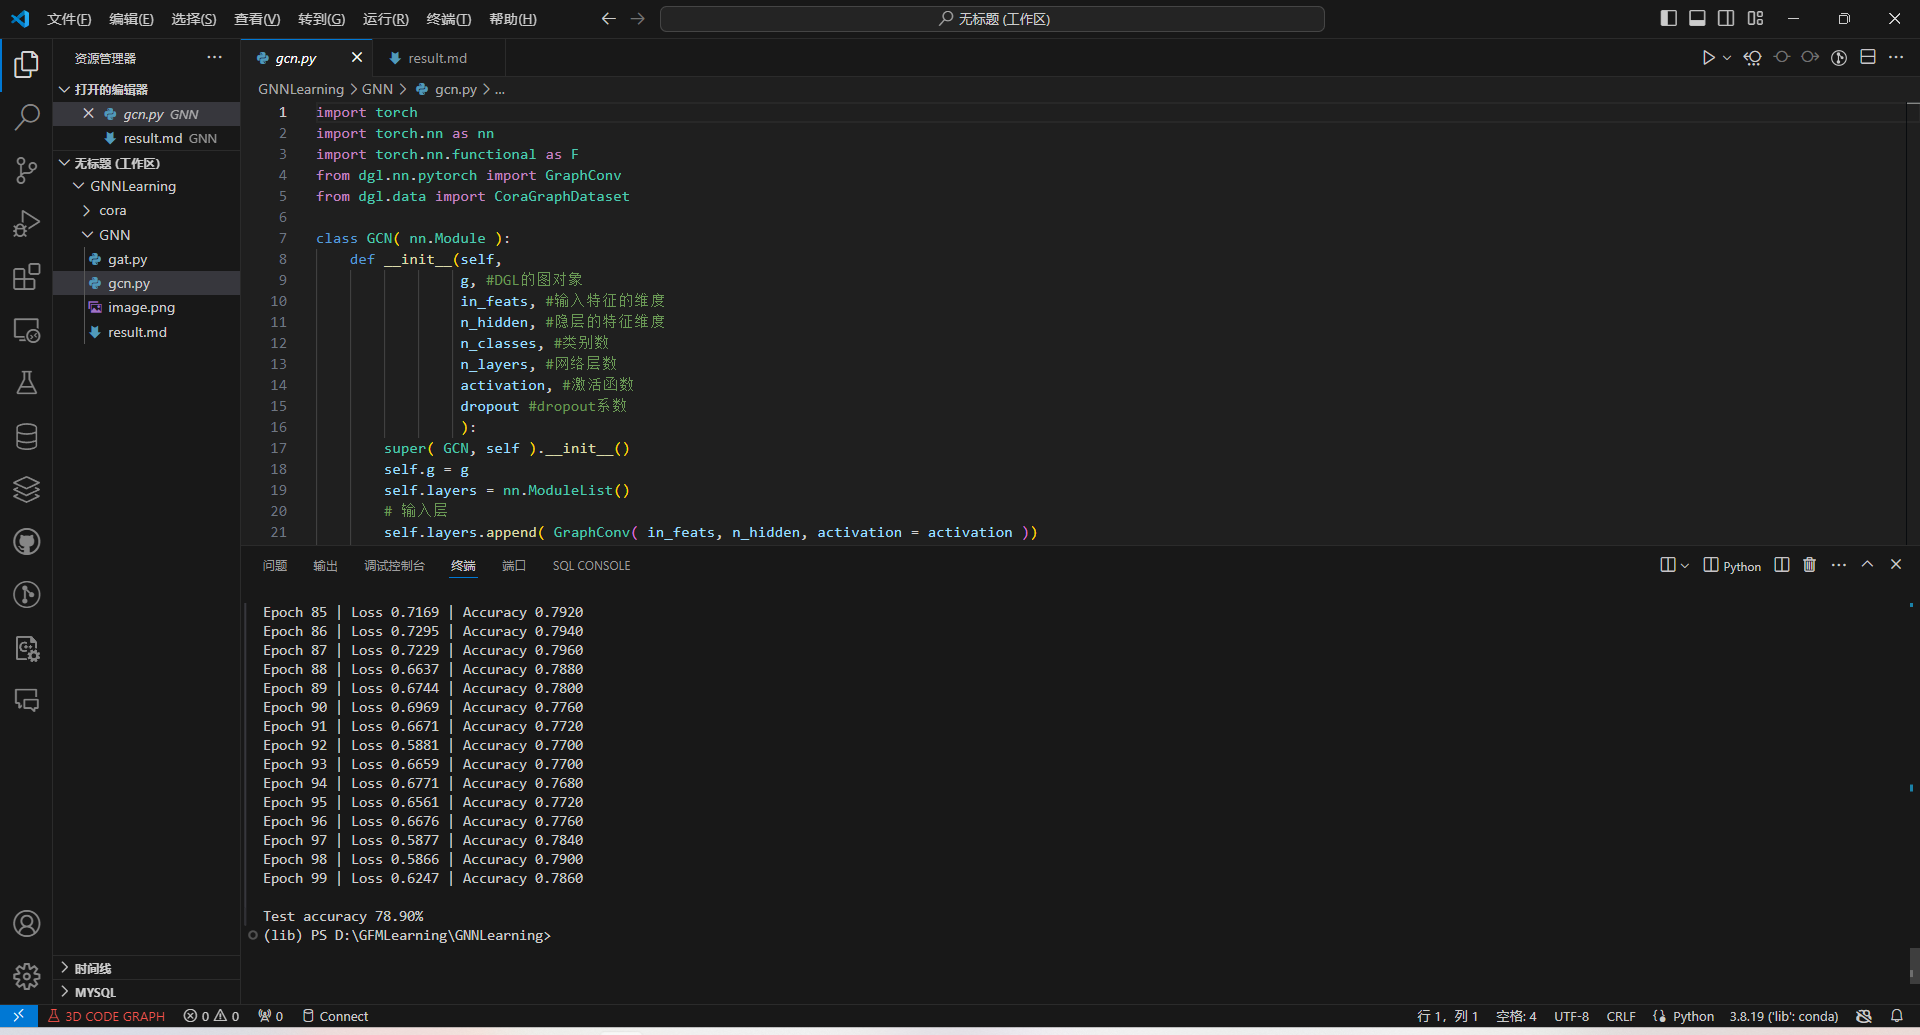 文件(F) 编辑(E) 选择(S) 查看(V) 转到(G) 运行(R) 终端(T) 帮助(H) 无标题 (工作区)
资源管理器
打开的编辑器
gcn.py GNN
result.md GNN
无标题 (工作区)
GNNLearning
cora
GNN
gat.py
gcn.py
image.png
result.md
时间线
MYSQL
gcn.py result.md
GNNLearning > GNN > gcn.py > ...
1 import torch
2 import torch.nn as nn
3 import torch.nn.functional as F
4 from dgl.nn.pytorch import GraphConv
5 from dgl.data import CoraGraphDataset
6
7 class GCN( nn.Module ):
8 def __init__(self,
9 g, #DGL的图对象
10 in_feats, #输入特征的维度
11 n_hidden, #隐层的特征维度
12 n_classes, #类别数
13 n_layers, #网络层数
14 activation, #激活函数
15 dropout #dropout系数
16 ):
17 super( GCN, self ).__init__()
18 self.g = g
19 self.layers = nn.ModuleList()
20 # 输入层
21 self.layers.append( GraphConv( in_feats, n_hidden, activation = activation ))
问题 输出 调试控制台 终端 端口 SQL CONSOLE Python
Epoch 85 | Loss 0.7169 | Accuracy 0.7920
Epoch 86 | Loss 0.7295 | Accuracy 0.7940
Epoch 87 | Loss 0.7229 | Accuracy 0.7960
Epoch 88 | Loss 0.6637 | Accuracy 0.7880
Epoch 89 | Loss 0.6744 | Accuracy 0.7800
Epoch 90 | Loss 0.6969 | Accuracy 0.7760
Epoch 91 | Loss 0.6671 | Accuracy 0.7720
Epoch 92 | Loss 0.5881 | Accuracy 0.7700
Epoch 93 | Loss 0.6659 | Accuracy 0.7700
Epoch 94 | Loss 0.6771 | Accuracy 0.7680
Epoch 95 | Loss 0.6561 | Accuracy 0.7720
Epoch 96 | Loss 0.6676 | Accuracy 0.7760
Epoch 97 | Loss 0.5877 | Accuracy 0.7840
Epoch 98 | Loss 0.5866 | Accuracy 0.7900
Epoch 99 | Loss 0.6247 | Accuracy 0.7860
Test accuracy 78.90%
(lib) PS D:\GFMLearning\GNNLearning>
3D CODE GRAPH 0 0 0 Connect 行 1, 列 1 空格: 4 UTF-8 CRLF Python 3.8.19 ('lib': conda)